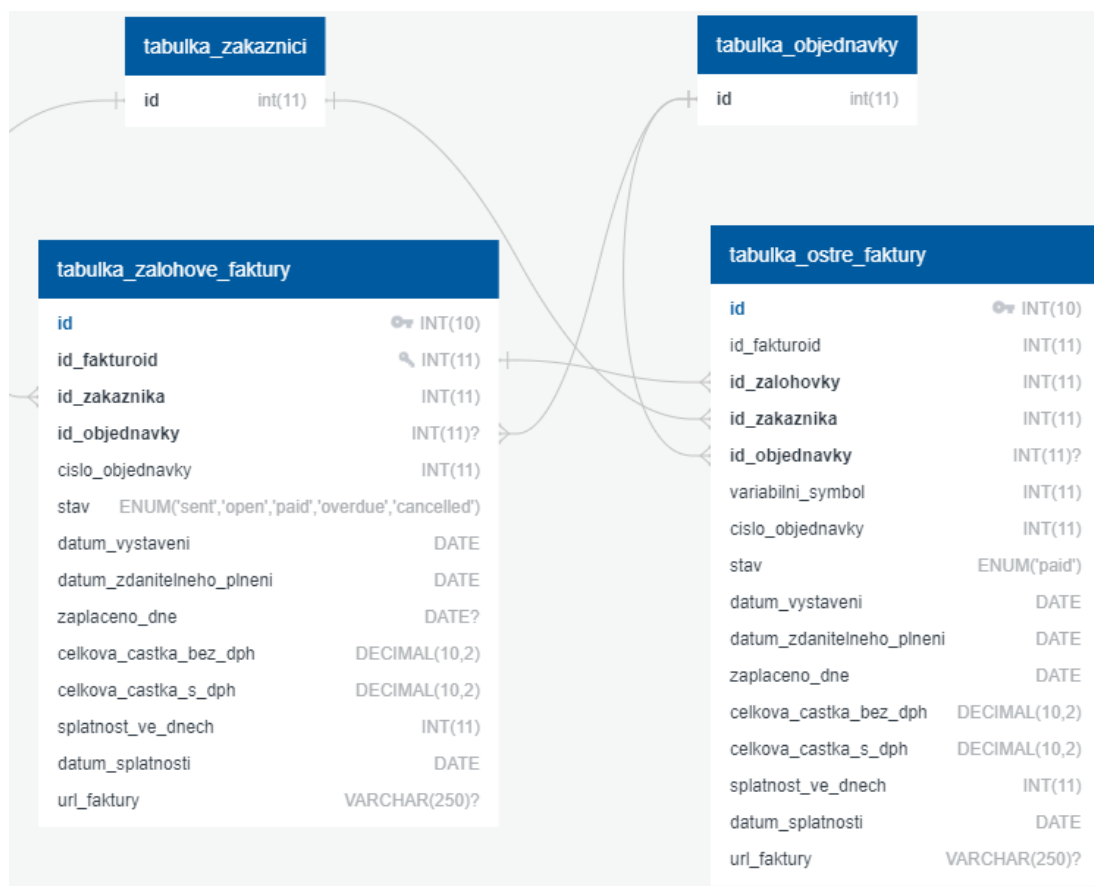 tabulka_zakaznici
id int(11)
tabulka_objednavky
id int(11)
tabulka_zalohove_faktury
id INT(10)
id_fakturoid INT(11)
id_zakaznika INT(11)
id_objednavky INT(11)?
cislo_objednavky INT(11)
stav ENUM('sent','open','paid','overdue','cancelled')
datum_vystaveni DATE
datum_zdanitelneho_plneni DATE
zaplaceno_dne DATE?
celkova_castka_bez_dph DECIMAL(10,2)
celkova_castka_s_dph DECIMAL(10,2)
splatnost_ve_dnech INT(11)
datum_splatnosti DATE
url_faktury VARCHAR(250)?
tabulka_ostre_faktury
id INT(10)
id_fakturoid INT(11)
id_zalohovky INT(11)
id_zakaznika INT(11)
id_objednavky INT(11)?
variabilni_symbol INT(11)
cislo_objednavky INT(11)
stav ENUM('paid')
datum_vystaveni DATE
datum_zdanitelneho_plneni DATE
zaplaceno_dne DATE
celkova_castka_bez_dph DECIMAL(10,2)
celkova_castka_s_dph DECIMAL(10,2)
splatnost_ve_dnech INT(11)
datum_splatnosti DATE
url_faktury VARCHAR(250)?